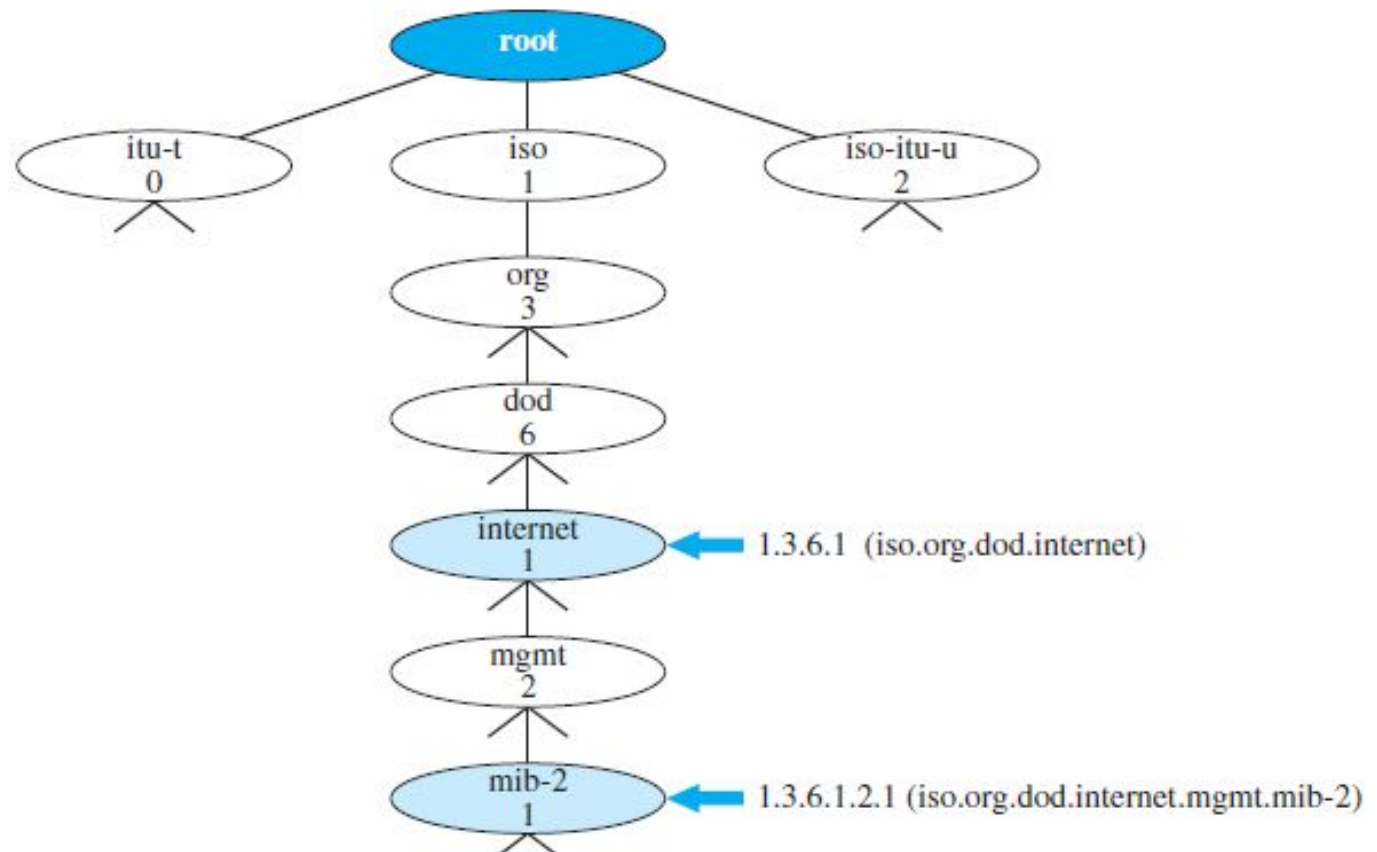 root
itu-t
0
iso
1
iso-itu-u
2
org
3
dod
6
internet
1
1.3.6.1 (iso.org.dod.internet)
mgmt
2
mib-2
1
1.3.6.1.2.1 (iso.org.dod.internet.mgmt.mib-2)